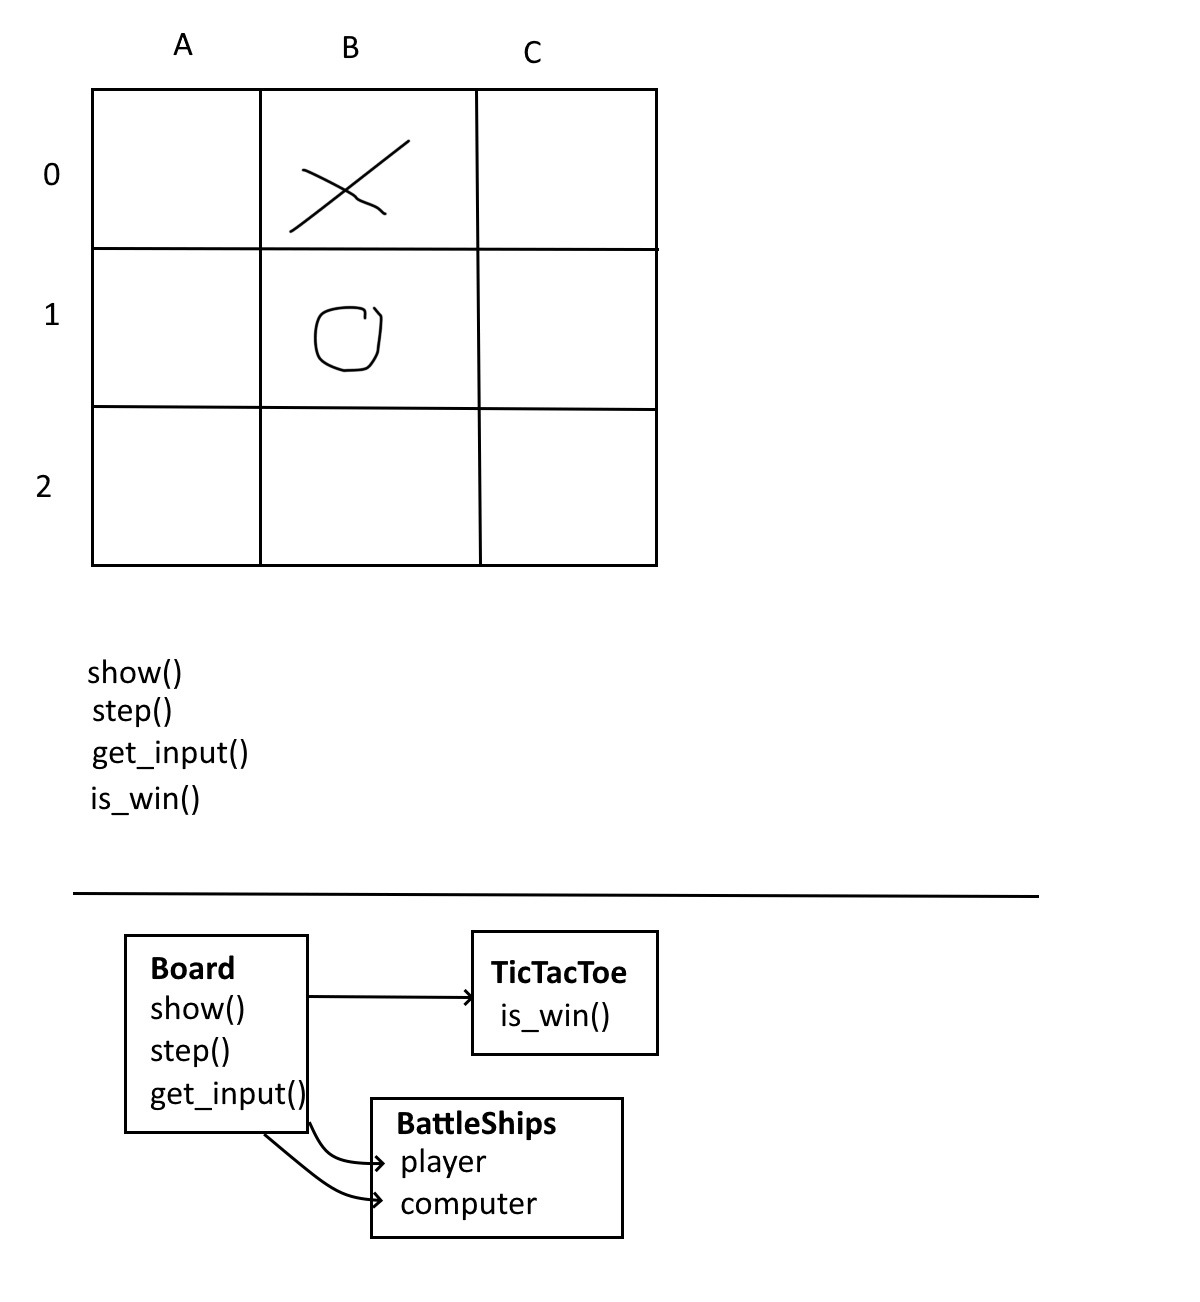 A B C
0
1
2
show()
step()
get_input()
is_win()
Board
show()
step()
get_input()
TicTacToe
is_win()
BattleShips
player
computer